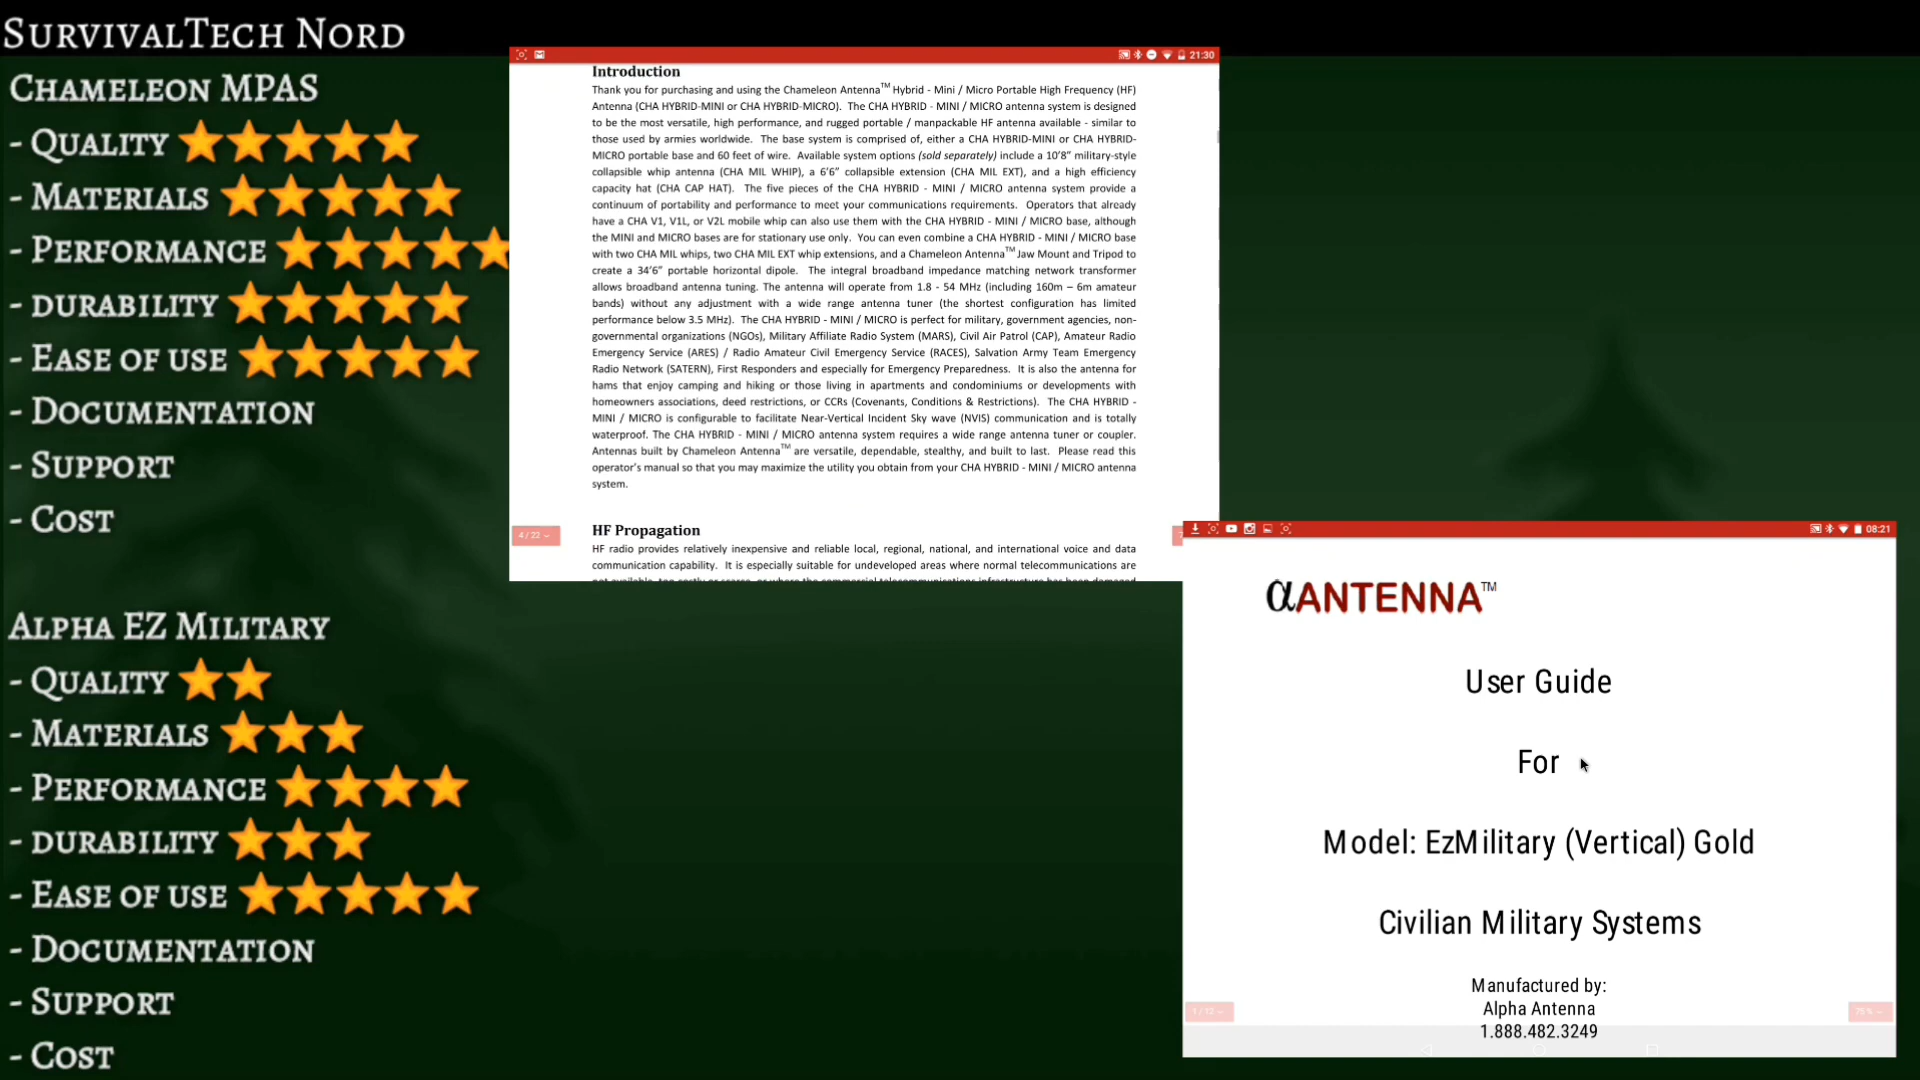 SurvivalTech Nord
Chameleon MPAS
- Quality
- Materials
- Performance
- durability
- Ease of use
- Documentation
- Support
- Cost
Alpha EZ Military
- Quality
- Materials
- Performance
- durability
- Ease of use
- Documentation
- Support
- Cost
21:30
Introduction
Thank you for purchasing and using the Chameleon Antenna™ Hybrid - Mini / Micro Portable High Frequency (HF)
Antenna (CHA HYBRID-MINI or CHA HYBRID-MICRO). The CHA HYBRID - MINI / MICRO antenna system is designed
to be the most versatile, high performance, and rugged portable / manpackable HF antenna available - similar to
those used by armies worldwide. The base system is comprised of, either a CHA HYBRID-MINI or CHA HYBRID-
MICRO portable base and 60 feet of wire. Available system options (sold separately) include a 10'8" military-style
collapsible whip antenna (CHA MIL WHIP), a 6'6" collapsible extension (CHA MIL EXT), and a high efficiency
capacity hat (CHA CAP HAT). The five pieces of the CHA HYBRID - MINI / MICRO antenna system provide a
continuum of portability and performance to meet your communications requirements. Operators that already
have a CHA V1, V1L, or V2L mobile whip can also use them with the CHA HYBRID - MINI / MICRO base, although
the MINI and MICRO bases are for stationary use only. You can even combine a CHA HYBRID - MINI / MICRO base
with two CHA MIL whips, two CHA MIL EXT whip extensions, and a Chameleon Antenna™ Jaw Mount and Tripod to
create a 34'6" portable horizontal dipole. The integral broadband impedance matching network transformer
allows broadband antenna tuning. The antenna will operate from 1.8 - 54 MHz (including 160m – 6m amateur
bands) without any adjustment with a wide range antenna tuner (the shortest configuration has limited
performance below 3.5 MHz). The CHA HYBRID - MINI / MICRO is perfect for military, government agencies, non-
governmental organizations (NGOs), Military Affiliate Radio System (MARS), Civil Air Patrol (CAP), Amateur Radio
Emergency Service (ARES) / Radio Amateur Civil Emergency Service (RACES), Salvation Army Team Emergency
Radio Network (SATERN), First Responders and especially for Emergency Preparedness. It is also the antenna for
hams that enjoy camping and hiking or those living in apartments and condominiums or developments with
homeowners associations, deed restrictions, or CCRs (Covenants, Conditions & Restrictions). The CHA HYBRID -
MINI / MICRO is configurable to facilitate Near-Vertical Incident Sky wave (NVIS) communication and is totally
waterproof. The CHA HYBRID - MINI / MICRO antenna system requires a wide range antenna tuner or coupler.
Antennas built by Chameleon Antenna™ are versatile, dependable, stealthy, and built to last. Please read this
operator's manual so that you may maximize the utility you obtain from your CHA HYBRID - MINI / MICRO antenna
system.
4 / 22
HF Propagation
HF radio provides relatively inexpensive and reliable local, regional, national, and international voice and data
communication capability. It is especially suitable for undeveloped areas where normal telecommunications are
08:21
αANTENNA™
User Guide
For
Model: EzMilitary (Vertical) Gold
Civilian Military Systems
Manufactured by:
Alpha Antenna
1.888.482.3249
1 / 12
75%